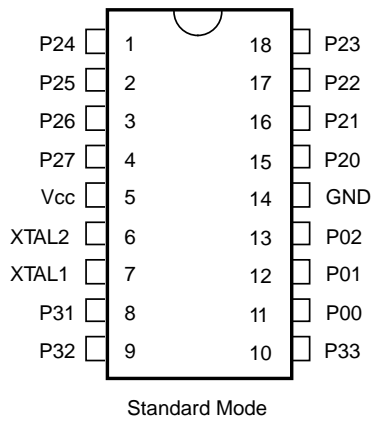 P24 1 18 P23
P25 2 17 P22
P26 3 16 P21
P27 4 15 P20
Vcc 5 14 GND
XTAL2 6 13 P02
XTAL1 7 12 P01
P31 8 11 P00
P32 9 10 P33
Standard Mode